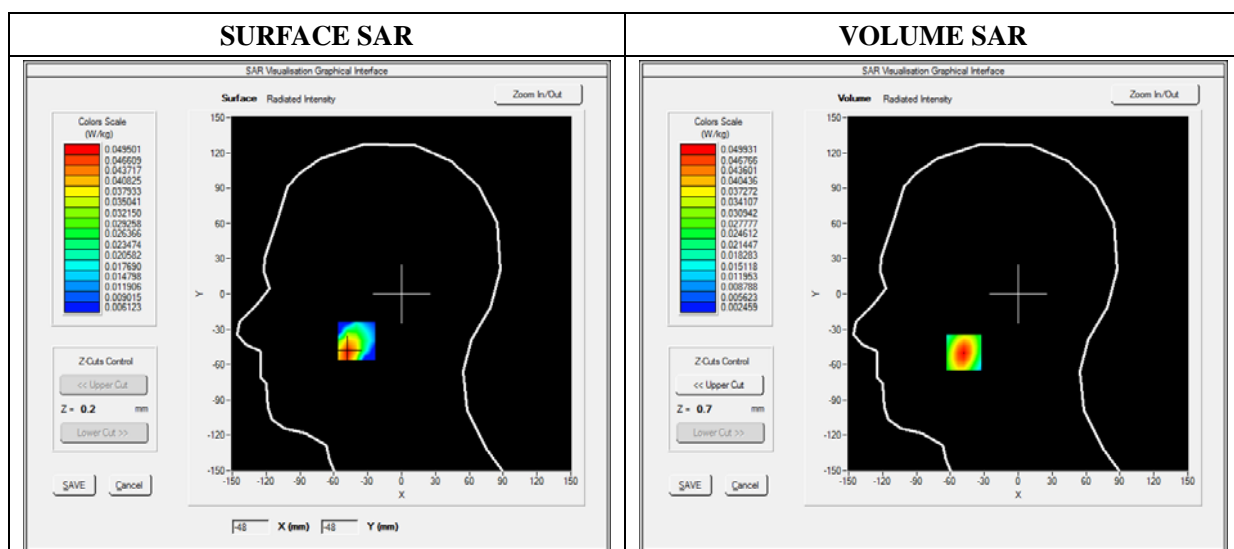 SURFACE SAR
VOLUME SAR
SAR Visualisation Graphical Interface
Surface Radiated Intensity
Zoom In/Out
Colors Scale
(W/kg)
0.049501
0.046609
0.043717
0.040825
0.037933
0.035041
0.032150
0.029258
0.026366
0.023474
0.020582
0.017690
0.014798
0.011906
0.009015
0.006123
150
120
90
60
30
0
-30
-60
-90
-120
-150
Y
-150 -120 -90 -60 -30 0 30 60 90 120 150
X
Z-Cuts Control
<< Upper Cut
Z = 0.2 mm
Lower Cut >>
SAVE Cancel
-48 X (mm) -48 Y (mm)
SAR Visualisation Graphical Interface
Volume Radiated Intensity
Zoom In/Out
Colors Scale
(W/kg)
0.049931
0.046766
0.043601
0.040436
0.037272
0.034107
0.030942
0.027777
0.024612
0.021447
0.018283
0.015118
0.011953
0.008788
0.005623
0.002459
150
120
90
60
30
0
-30
-60
-90
-120
-150
Y
-150 -120 -90 -60 -30 0 30 60 90 120 150
X
Z-Cuts Control
<< Upper Cut
Z = 0.7 mm
Lower Cut >>
SAVE Cancel